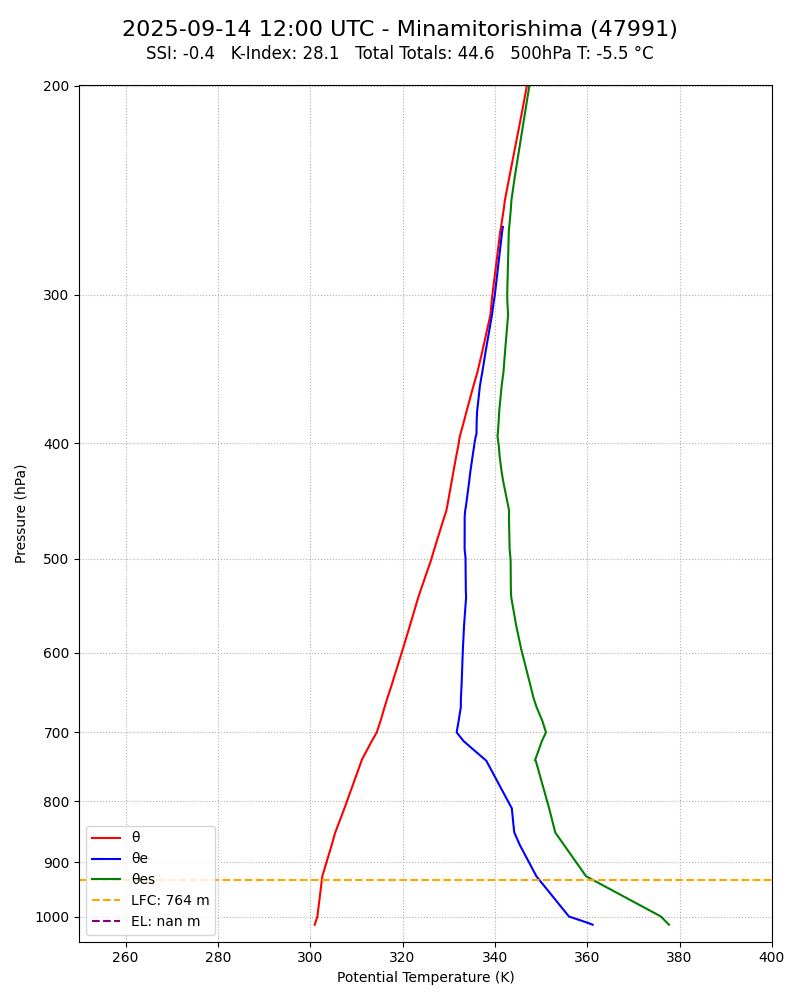 2025-09-14 12:00 UTC - Minamitorishima (47991)
SSI: -0.4   K-Index: 28.1   Total Totals: 44.6   500hPa T: -5.5 °C
200
300
400
500
600
700
800
900
1000
Pressure (hPa)
θ
θe
θes
LFC: 764 m
EL: nan m
260 280 300 320 340 360 380 400
Potential Temperature (K)